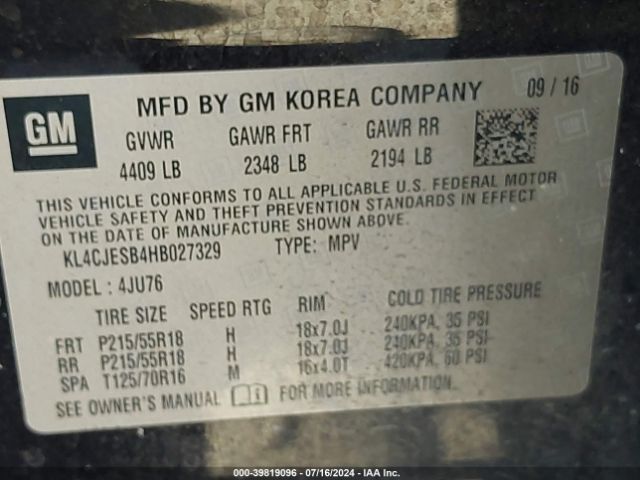 GM
MFD BY GM KOREA COMPANY 09 / 16
GVWR GAWR FRT GAWR RR
4409 LB 2348 LB 2194 LB
THIS VEHICLE CONFORMS TO ALL APPLICABLE U.S. FEDERAL MOTOR
VEHICLE SAFETY AND THEFT PREVENTION STANDARDS IN EFFECT
ON THE DATE OF MANUFACTURE SHOWN ABOVE.
KL4CJESB4HB027329 TYPE: MPV
MODEL : 4JU76
TIRE SIZE SPEED RTG RIM COLD TIRE PRESSURE
FRT P215/55R18 H 18x7.0J 240KPA, 35 PSI
RR P215/55R18 H 18x7.0J 240KPA, 35 PSI
SPA T125/70R16 M 16x4.0T 420KPA, 60 PSI
SEE OWNER'S MANUAL FOR MORE INFORMATION.
000-39819096 - 07/16/2024 - IAA Inc.